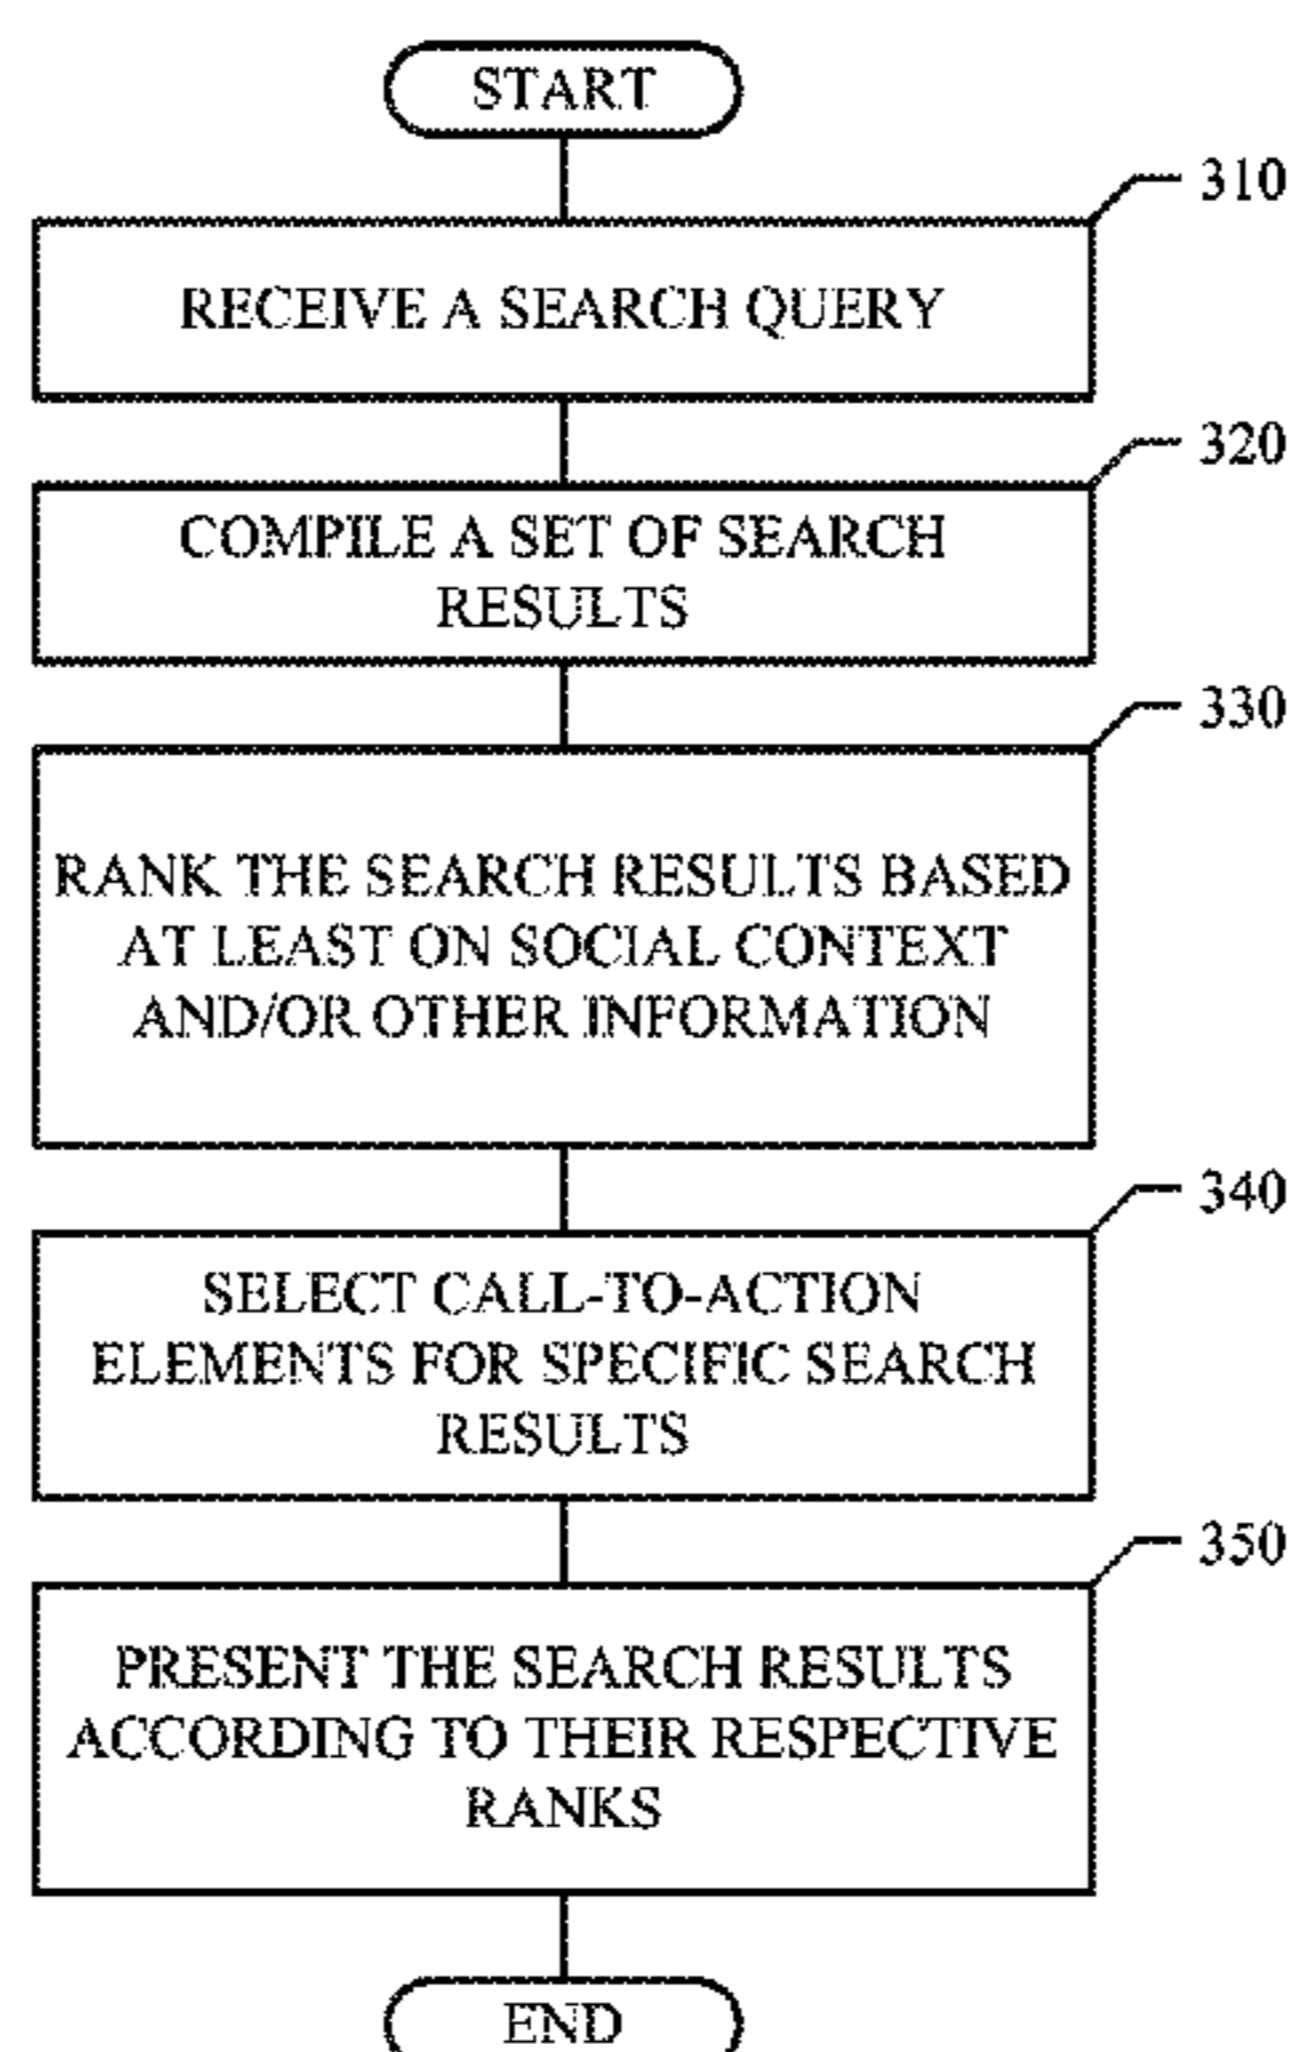 START
310
RECEIVE A SEARCH QUERY
320
COMPILE A SET OF SEARCH
RESULTS
330
RANK THE SEARCH RESULTS BASED
AT LEAST ON SOCIAL CONTEXT
AND/OR OTHER INFORMATION
340
SELECT CALL-TO-ACTION
ELEMENTS FOR SPECIFIC SEARCH
RESULTS
350
PRESENT THE SEARCH RESULTS
ACCORDING TO THEIR RESPECTIVE
RANKS
END